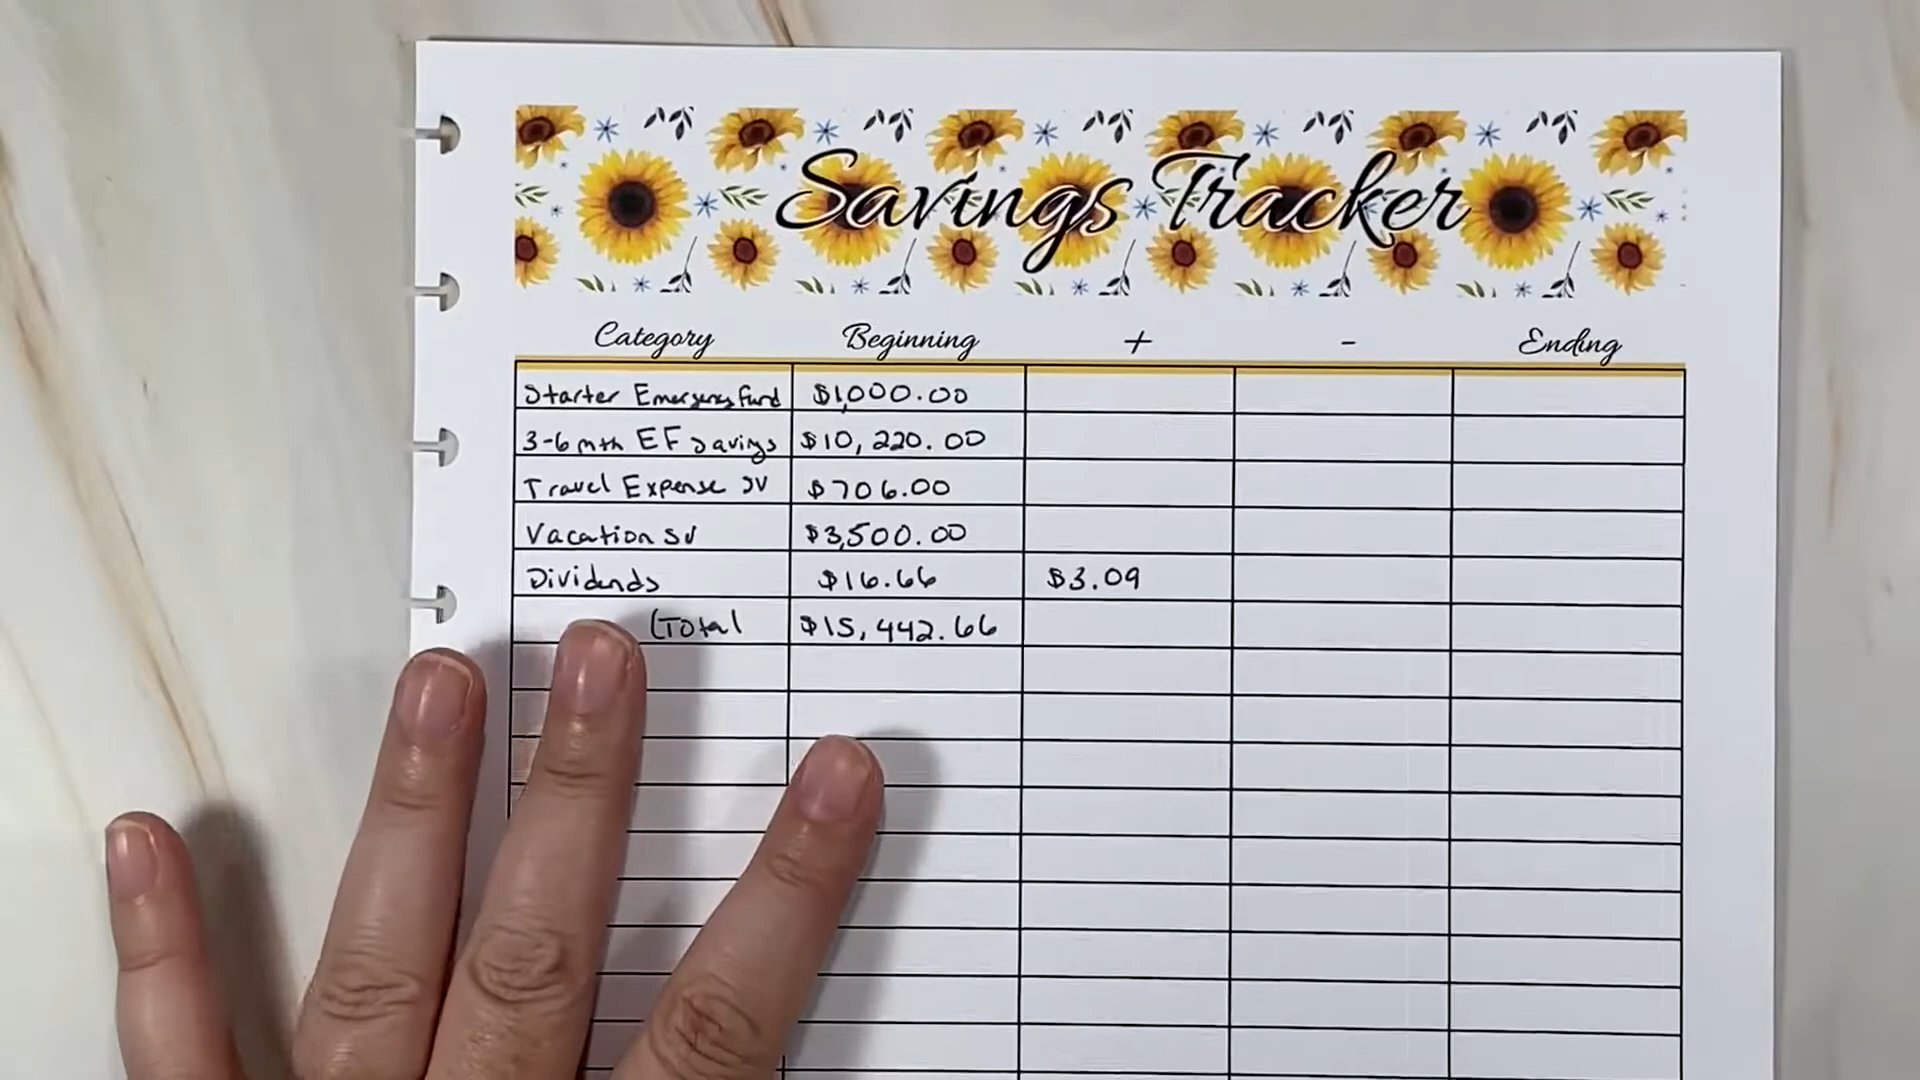 Savings Tracker
Category Beginning + - Ending
Starter Emergency Fund $1,000.00
3-6 mth EF Savings $10,220.00
Travel Expense SV $706.00
Vacation SV $3,500.00
Dividends $16.66 $3.09
(Total $15,442.66